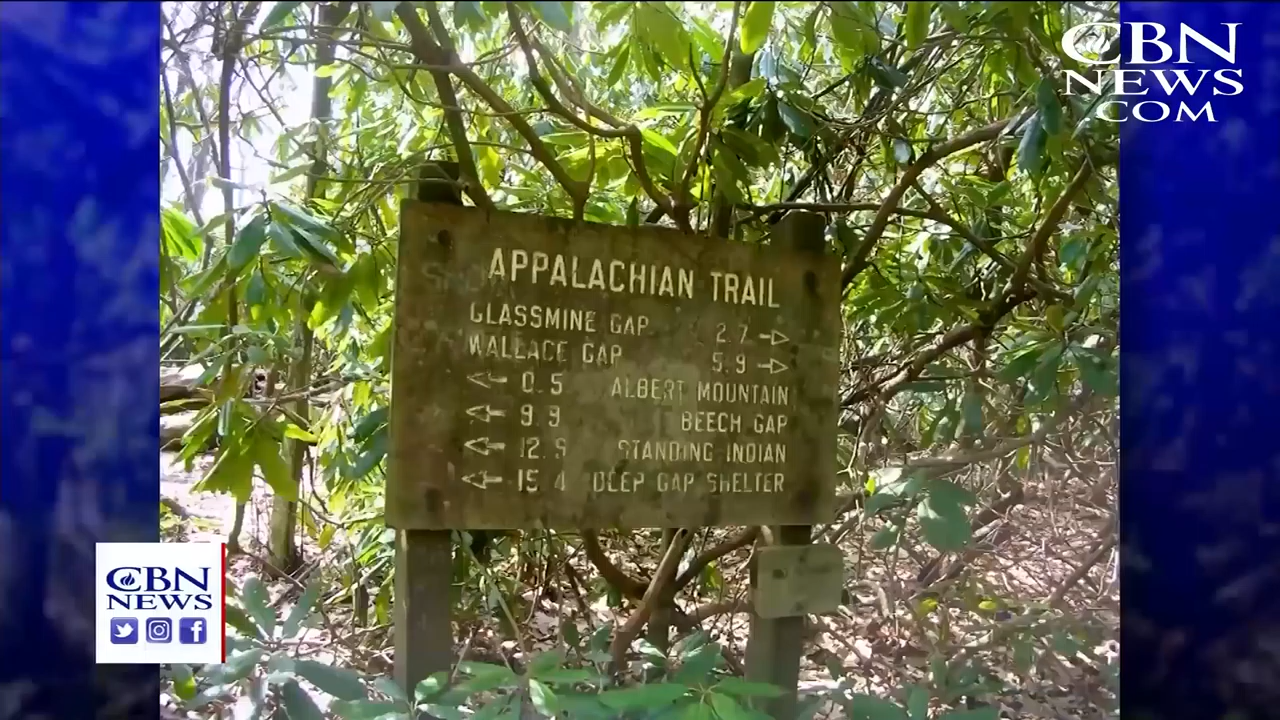 CBN
NEWS
.COM
APPALACHIAN TRAIL
GLASSMINE GAP 2.7 →
WALLACE GAP 5.9 →
← 0.5 ALBERT MOUNTAIN
← 9.9 BEECH GAP
← 12. STANDING INDIAN
← 15.4 DEEP GAP SHELTER
CBN
NEWS